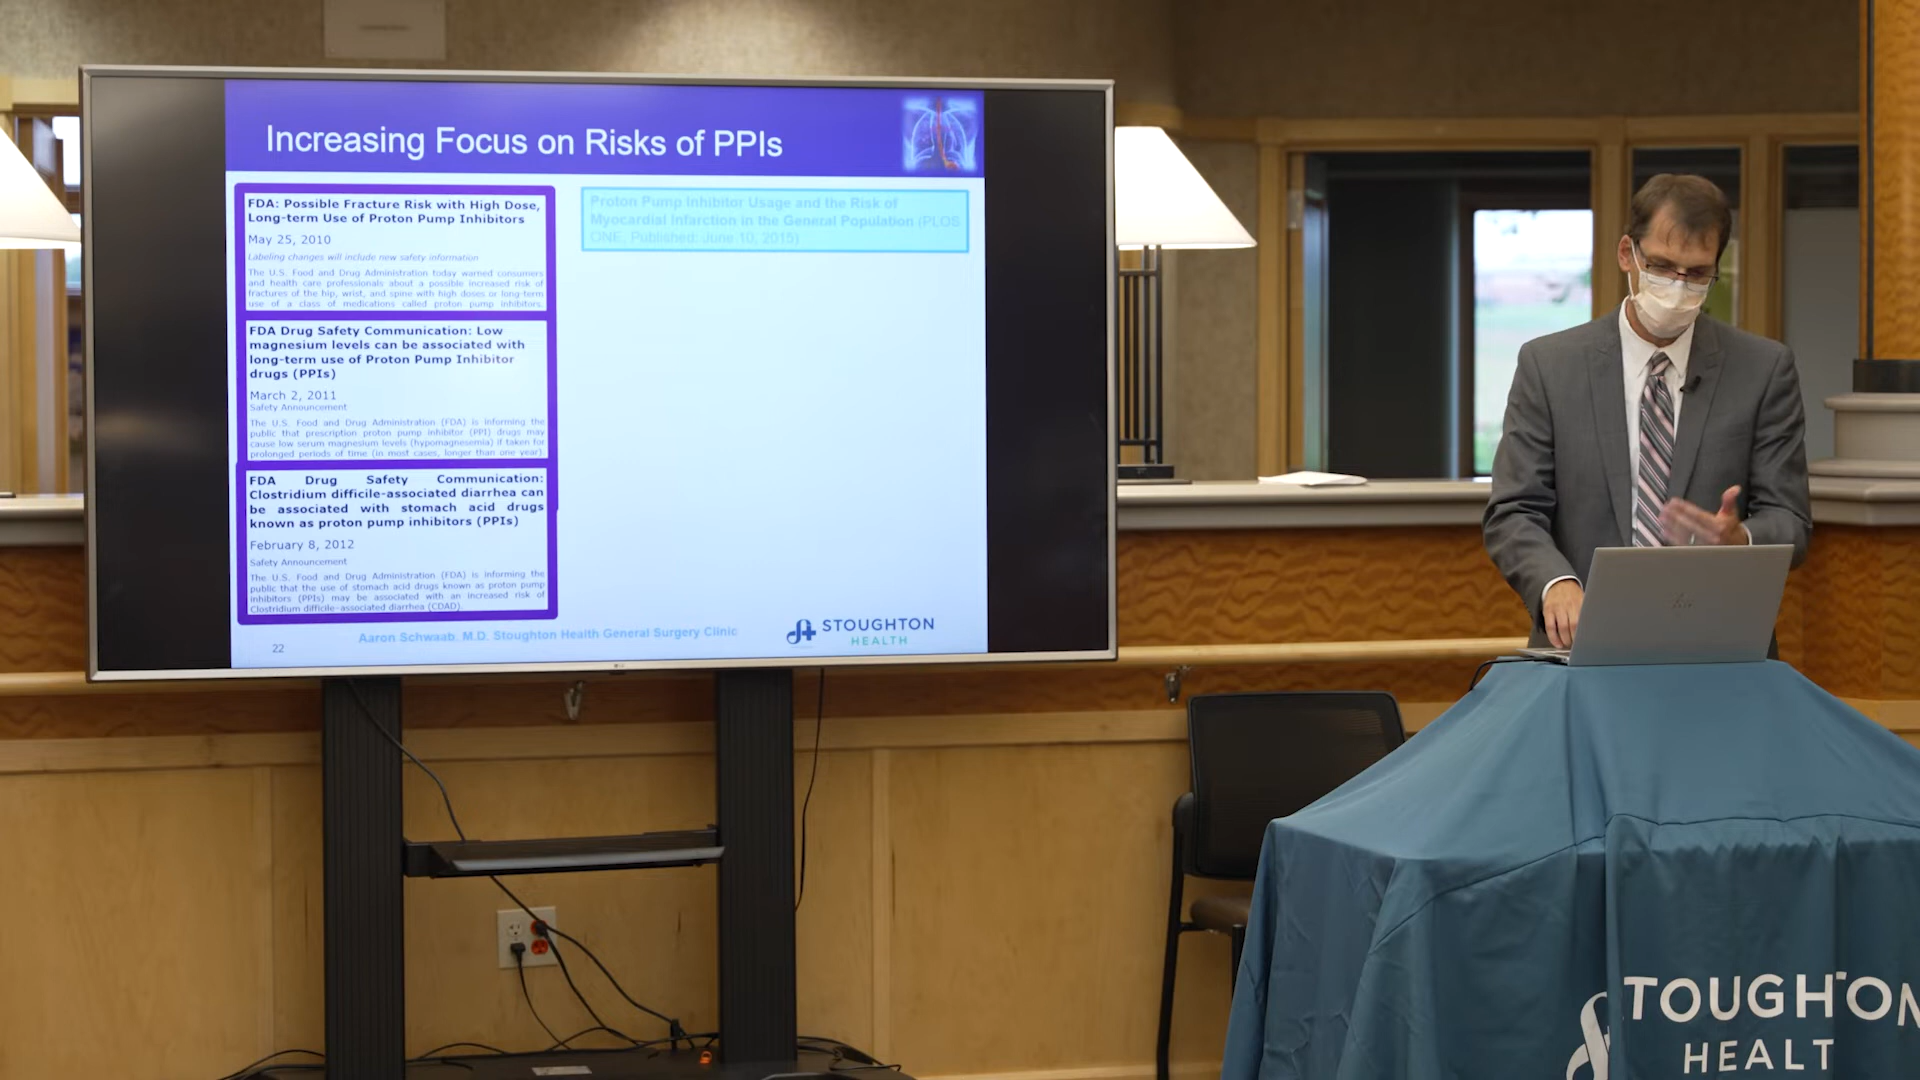 Increasing Focus on Risks of PPIs
FDA: Possible Fracture Risk with High Dose,
Long-term Use of Proton Pump Inhibitors
May 25, 2010
Labeling changes will include new safety information
The U.S. Food and Drug Administration today warned consumers
and health care professionals about a possible increased risk of
fractures of the hip, wrist, and spine with high doses or long-term
use of a class of medications called proton pump inhibitors.
FDA Drug Safety Communication: Low
magnesium levels can be associated with
long-term use of Proton Pump Inhibitor
drugs (PPIs)
March 2, 2011
Safety Announcement
The U.S. Food and Drug Administration (FDA) is informing the
public that prescription proton pump inhibitor (PPI) drugs may
cause low serum magnesium levels (hypomagnesemia) if taken for
prolonged periods of time (in most cases, longer than one year).
FDA Drug Safety Communication:
Clostridium difficile-associated diarrhea can
be associated with stomach acid drugs
known as proton pump inhibitors (PPIs)
February 8, 2012
Safety Announcement
The U.S. Food and Drug Administration (FDA) is informing the
public that the use of stomach acid drugs known as proton pump
inhibitors (PPIs) may be associated with an increased risk of
Clostridium difficile-associated diarrhea (CDAD).
Proton Pump Inhibitor Usage and the Risk of
Myocardial Infarction in the General Population (PLOS
ONE, Published: June 10, 2015)
22
Aaron Schwaab. M.D. Stoughton Health General Surgery Clinic
STOUGHTON
HEALTH
TOUGHTON
HEALT